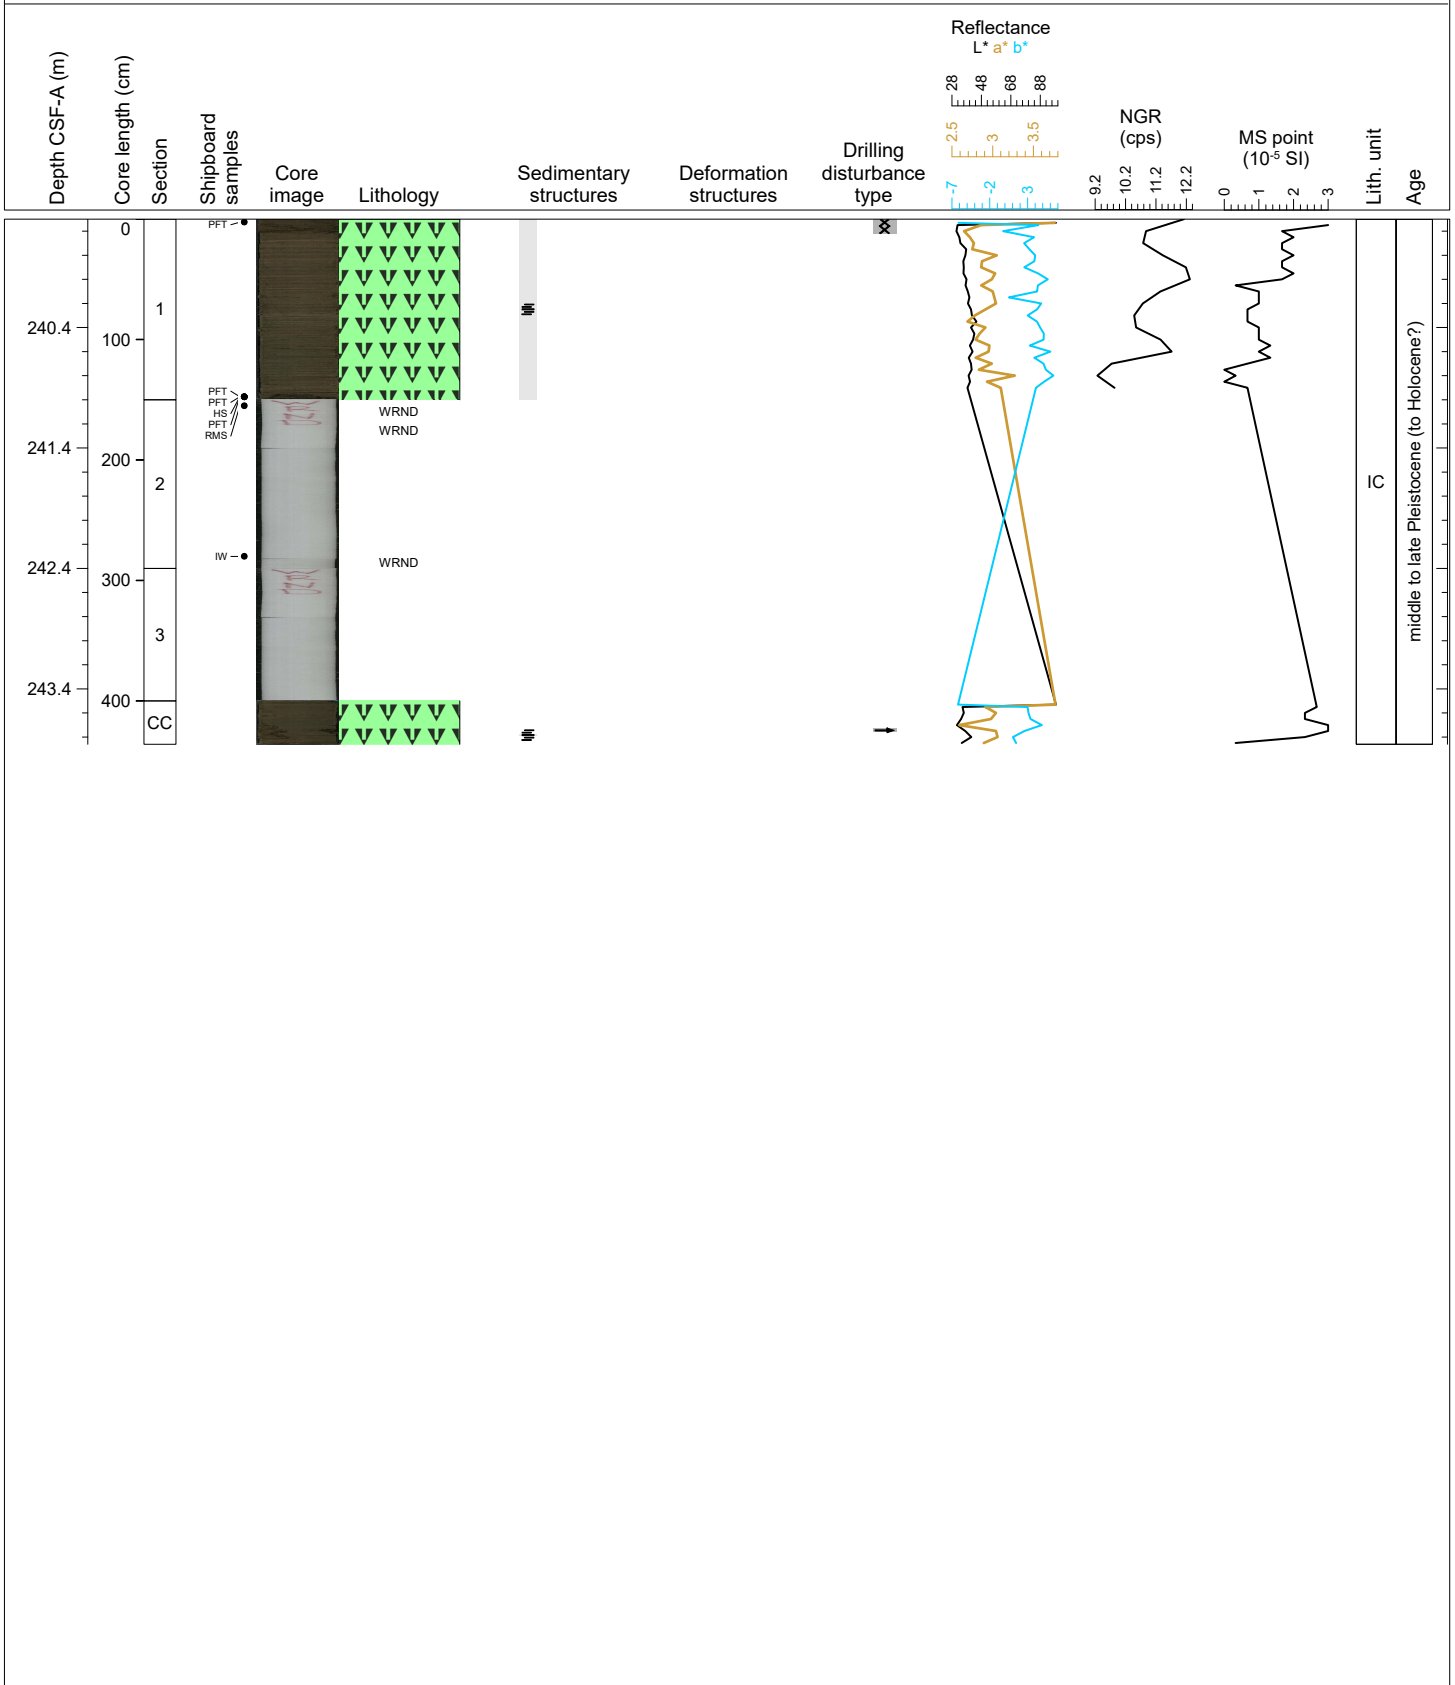 Depth CSF-A (m)
Core length (cm)
Section
Shipboard
samples
Core
image
Lithology
Sedimentary
structures
Deformation
structures
Drilling
disturbance
type
Reflectance
L* a* b*
28 48 68 88
2.5 3 3.5
-7 -2 3
NGR
(cps)
9.2 10.2 11.2 12.2
MS point
(10-5 SI)
0 1 2 3
Lith. unit
Age
PFT
0
1
240.4
100
PFT
PFT
HS
PFT
RMS
WRND
WRND
241.4
200
2
IC
middle to late Pleistocene (to Holocene?)
IW
WRND
242.4
300
3
243.4
400
CC